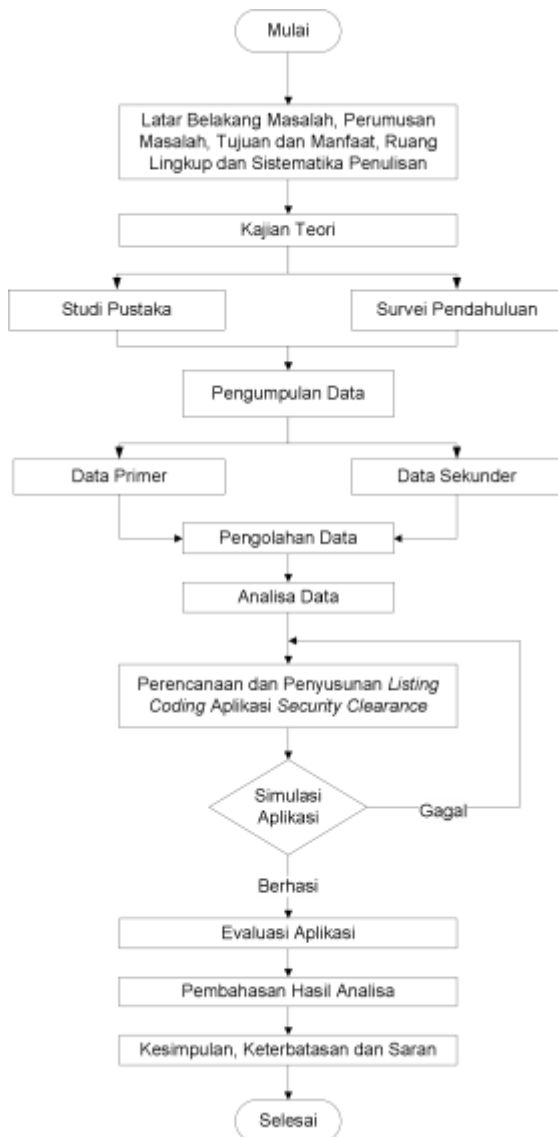 Mulai
Latar Belakang Masalah, Perumusan
Masalah, Tujuan dan Manfaat, Ruang
Lingkup dan Sistematika Penulisan
Kajian Teori
Studi Pustaka
Survei Pendahuluan
Pengumpulan Data
Data Primer
Data Sekunder
Pengolahan Data
Analisa Data
Perencanaan dan Penyusunan Listing
Coding Aplikasi Security Clearance
Simulasi
Aplikasi
Gagal
Berhasi
Evaluasi Aplikasi
Pembahasan Hasil Analisa
Kesimpulan, Keterbatasan dan Saran
Selesai